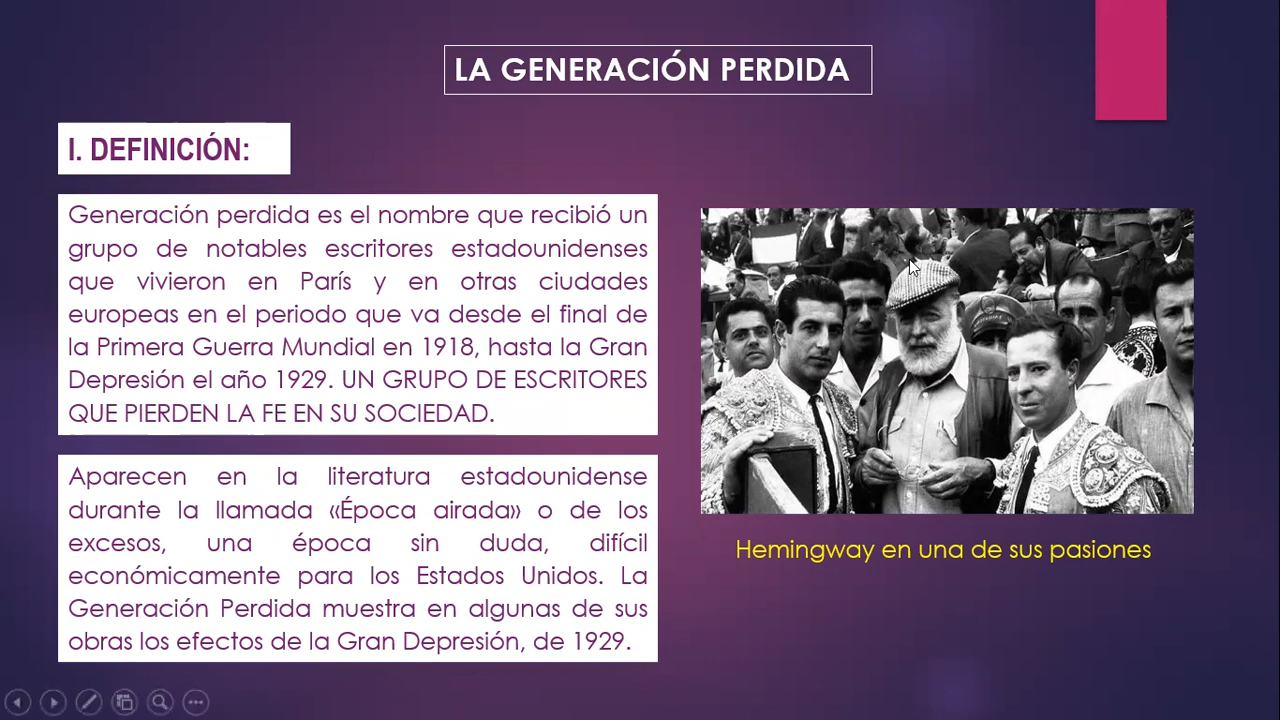 LA GENERACIÓN PERDIDA
I. DEFINICIÓN:
Generación perdida es el nombre que recibió un
grupo de notables escritores estadounidenses
que vivieron en París y en otras ciudades
europeas en el periodo que va desde el final de
la Primera Guerra Mundial en 1918, hasta la Gran
Depresión el año 1929. UN GRUPO DE ESCRITORES
QUE PIERDEN LA FE EN SU SOCIEDAD.
Aparecen en la literatura estadounidense
durante la llamada «Época airada» o de los
excesos, una época sin duda, difícil
económicamente para los Estados Unidos. La
Generación Perdida muestra en algunas de sus
obras los efectos de la Gran Depresión, de 1929.
Hemingway en una de sus pasiones